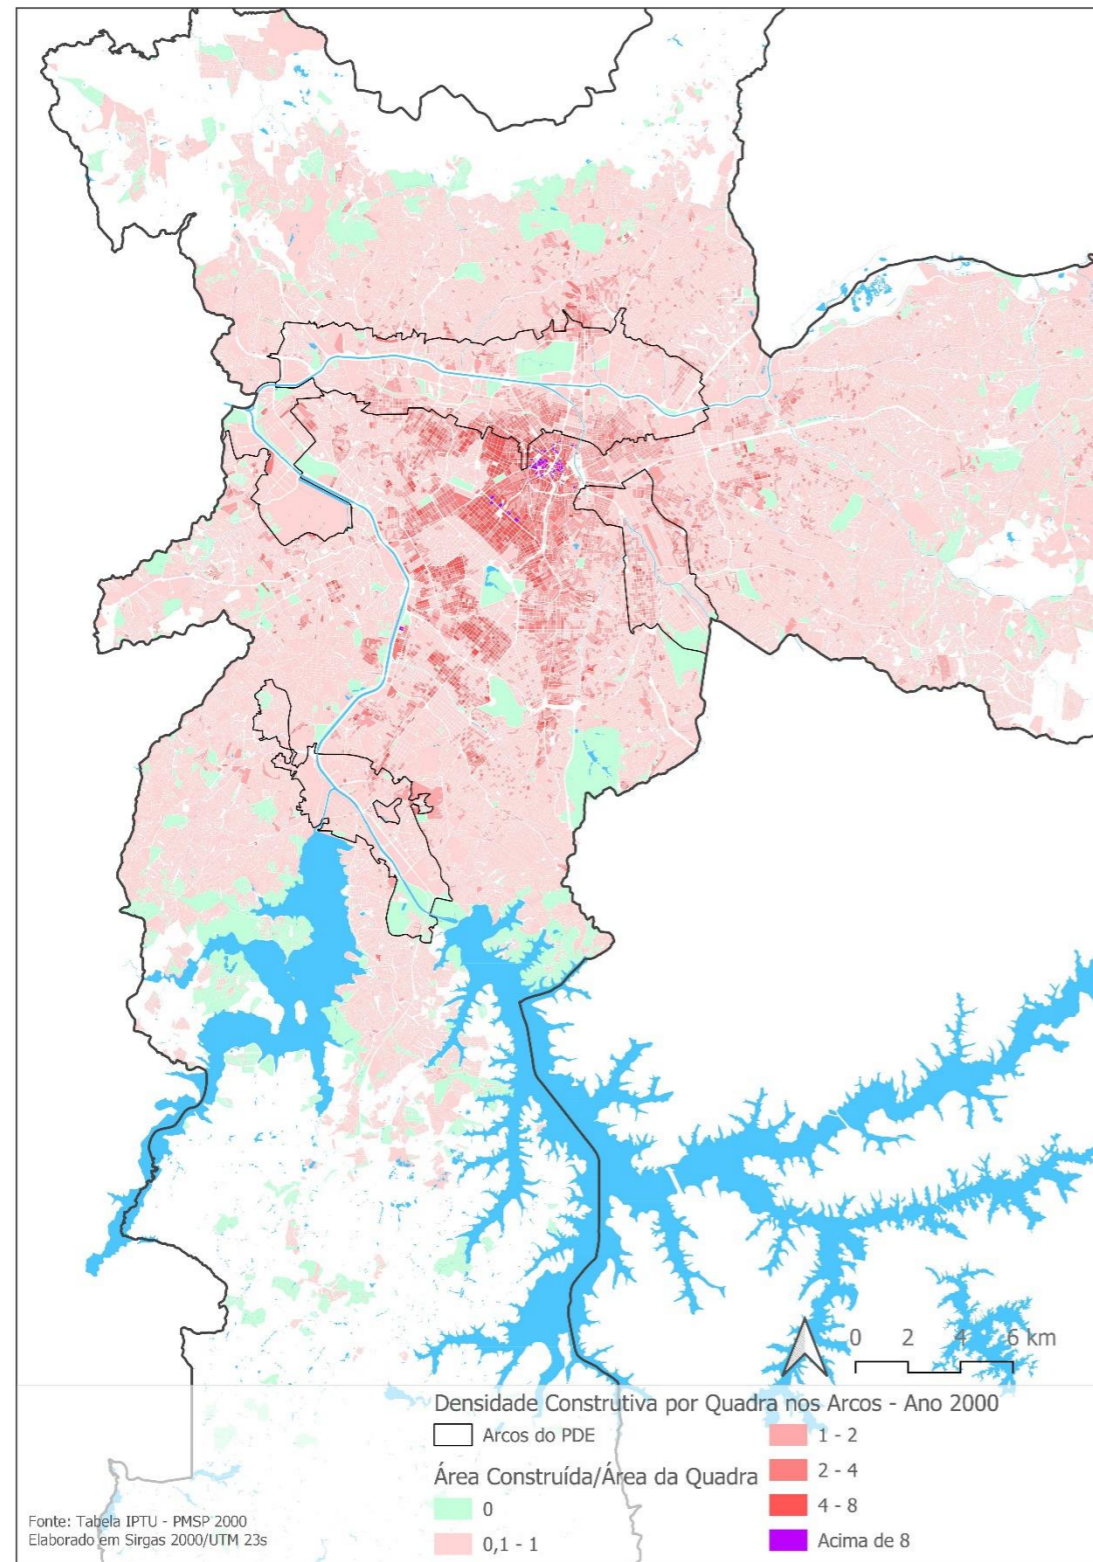 0 2 4 6 km
Densidade Construtiva por Quadra nos Arcos - Ano 2000
Arcos do PDE
Área Construída/Área da Quadra
0
0,1 - 1
1 - 2
2 - 4
4 - 8
Acima de 8
Fonte: Tabela IPTU - PMSP 2000
Elaborado em Sirgas 2000/UTM 23s